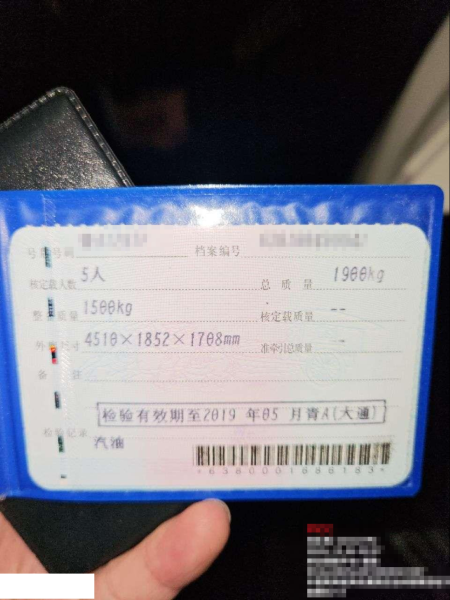 号牌号码 档案编号
核定载人数 5人 总质量 1900kg
整备质量 1500kg 核定载质量 --
外廓尺寸 4510×1852×1708mm 准牵引总质量 -
备注
检验有效期至2019年05月青A(大通)
检验记录 汽油